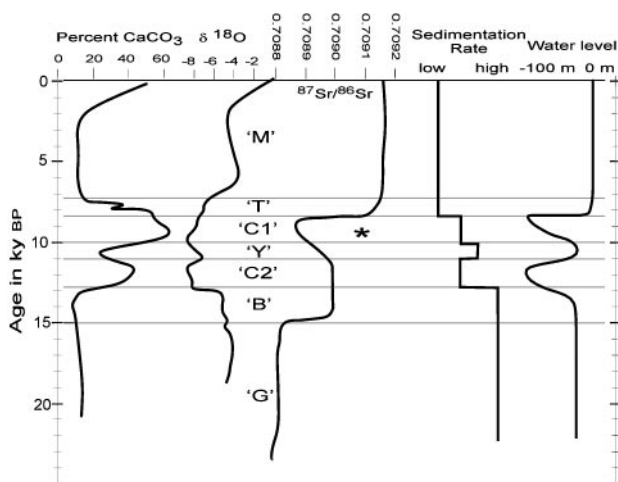 Percent CaCO3 δ 18O
0.7088
0.7089
0.7090
0.7091
0.7092
Sedimentation
Rate
Water level
0 20 40 60 -8 -6 -4 -2
low high -100 m 0 m
87Sr/86Sr
0
5
10
15
20
Age in ky BP
'M'
'T'
'C1'
*
'Y'
'C2'
'B'
'G'